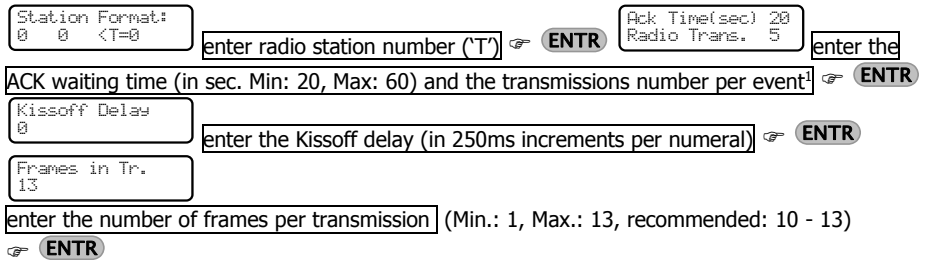 Station Format:
0 0 <T=0
enter radio station number (‘T’) ☞ ENTR
Ack Time(sec) 20
Radio Trans. 5
enter the
ACK waiting time (in sec. Min: 20, Max: 60) and the transmissions number per event1 ☞ ENTR
Kissoff Delay
0
enter the Kissoff delay (in 250ms increments per numeral) ☞ ENTR
Frames in Tr.
13
enter the number of frames per transmission (Min.: 1, Max.: 13, recommended: 10 - 13)
☞ ENTR